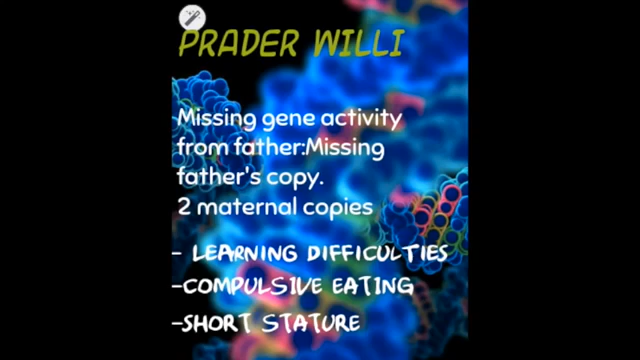 PRADER WILLI
Missing gene activity
from father:Missing
father's copy.
2 maternal copies
- LEARNING DIFFICULTIES
-COMPULSIVE EATING
-SHORT STATURE